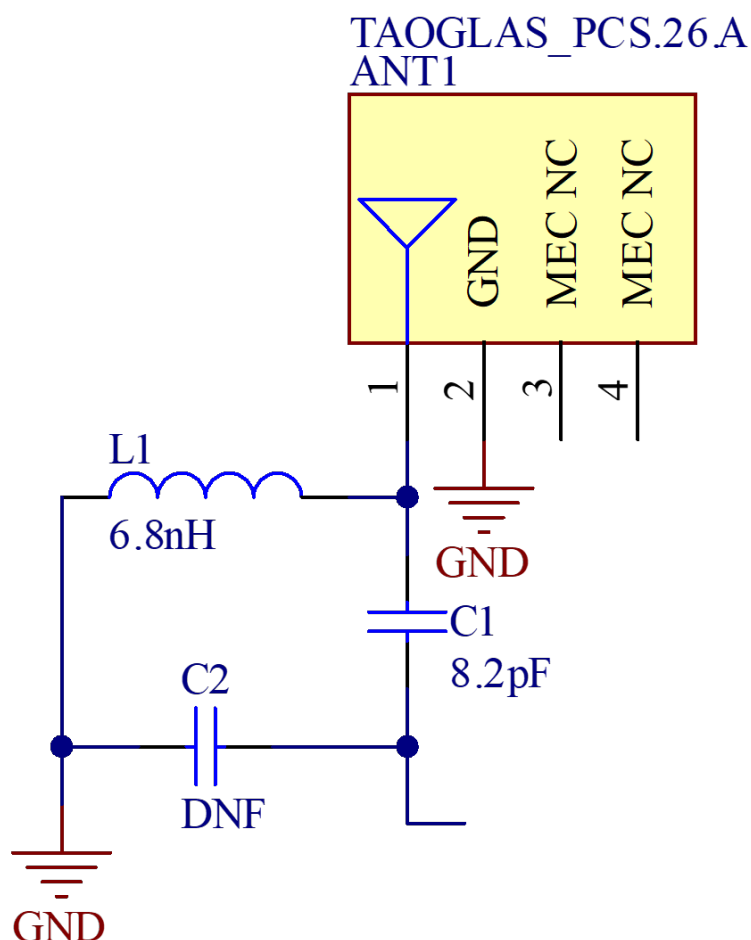 TAOGLAS_PCS.26.A
ANT1
GND
MEC NC
MEC NC
1
2
3
4
L1
6.8nH
GND
C1
8.2pF
C2
DNF
GND